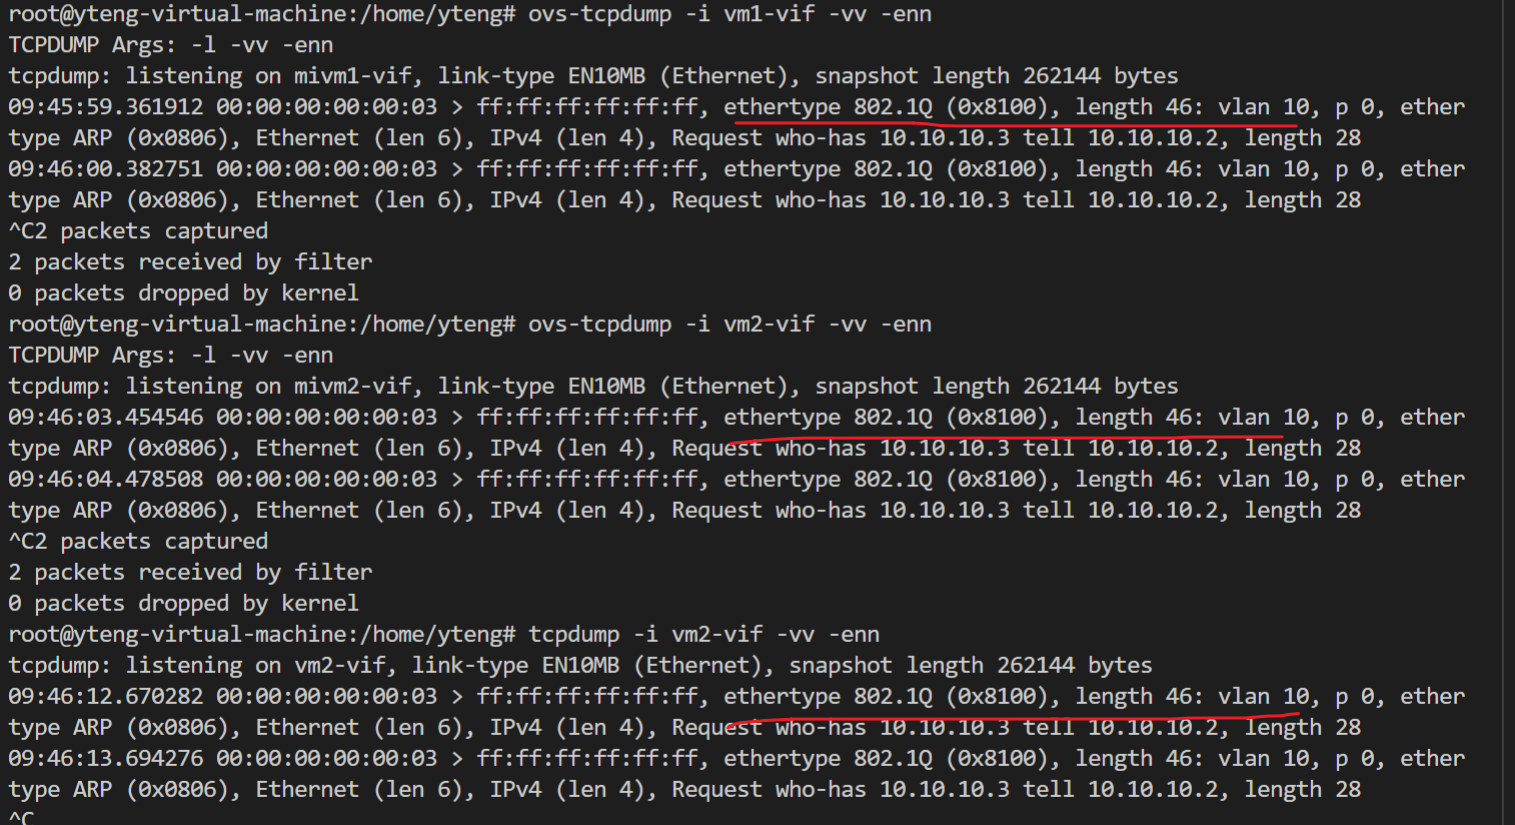 root@yteng-virtual-machine:/home/yteng# ovs-tcpdump -i vm1-vif -vv -enn
TCPDUMP Args: -l -vv -enn
tcpdump: listening on mivm1-vif, link-type EN10MB (Ethernet), snapshot length 262144 bytes
09:45:59.361912 00:00:00:00:00:03 > ff:ff:ff:ff:ff:ff, ethertype 802.1Q (0x8100), length 46: vlan 10, p 0, ether
type ARP (0x0806), Ethernet (len 6), IPv4 (len 4), Request who-has 10.10.10.3 tell 10.10.10.2, length 28
09:46:00.382751 00:00:00:00:00:03 > ff:ff:ff:ff:ff:ff, ethertype 802.1Q (0x8100), length 46: vlan 10, p 0, ether
type ARP (0x0806), Ethernet (len 6), IPv4 (len 4), Request who-has 10.10.10.3 tell 10.10.10.2, length 28
^C2 packets captured
2 packets received by filter
0 packets dropped by kernel
root@yteng-virtual-machine:/home/yteng# ovs-tcpdump -i vm2-vif -vv -enn
TCPDUMP Args: -l -vv -enn
tcpdump: listening on mivm2-vif, link-type EN10MB (Ethernet), snapshot length 262144 bytes
09:46:03.454546 00:00:00:00:00:03 > ff:ff:ff:ff:ff:ff, ethertype 802.1Q (0x8100), length 46: vlan 10, p 0, ether
type ARP (0x0806), Ethernet (len 6), IPv4 (len 4), Request who-has 10.10.10.3 tell 10.10.10.2, length 28
09:46:04.478508 00:00:00:00:00:03 > ff:ff:ff:ff:ff:ff, ethertype 802.1Q (0x8100), length 46: vlan 10, p 0, ether
type ARP (0x0806), Ethernet (len 6), IPv4 (len 4), Request who-has 10.10.10.3 tell 10.10.10.2, length 28
^C2 packets captured
2 packets received by filter
0 packets dropped by kernel
root@yteng-virtual-machine:/home/yteng# tcpdump -i vm2-vif -vv -enn
tcpdump: listening on vm2-vif, link-type EN10MB (Ethernet), snapshot length 262144 bytes
09:46:12.670282 00:00:00:00:00:03 > ff:ff:ff:ff:ff:ff, ethertype 802.1Q (0x8100), length 46: vlan 10, p 0, ether
type ARP (0x0806), Ethernet (len 6), IPv4 (len 4), Request who-has 10.10.10.3 tell 10.10.10.2, length 28
09:46:13.694276 00:00:00:00:00:03 > ff:ff:ff:ff:ff:ff, ethertype 802.1Q (0x8100), length 46: vlan 10, p 0, ether
type ARP (0x0806), Ethernet (len 6), IPv4 (len 4), Request who-has 10.10.10.3 tell 10.10.10.2, length 28
^C